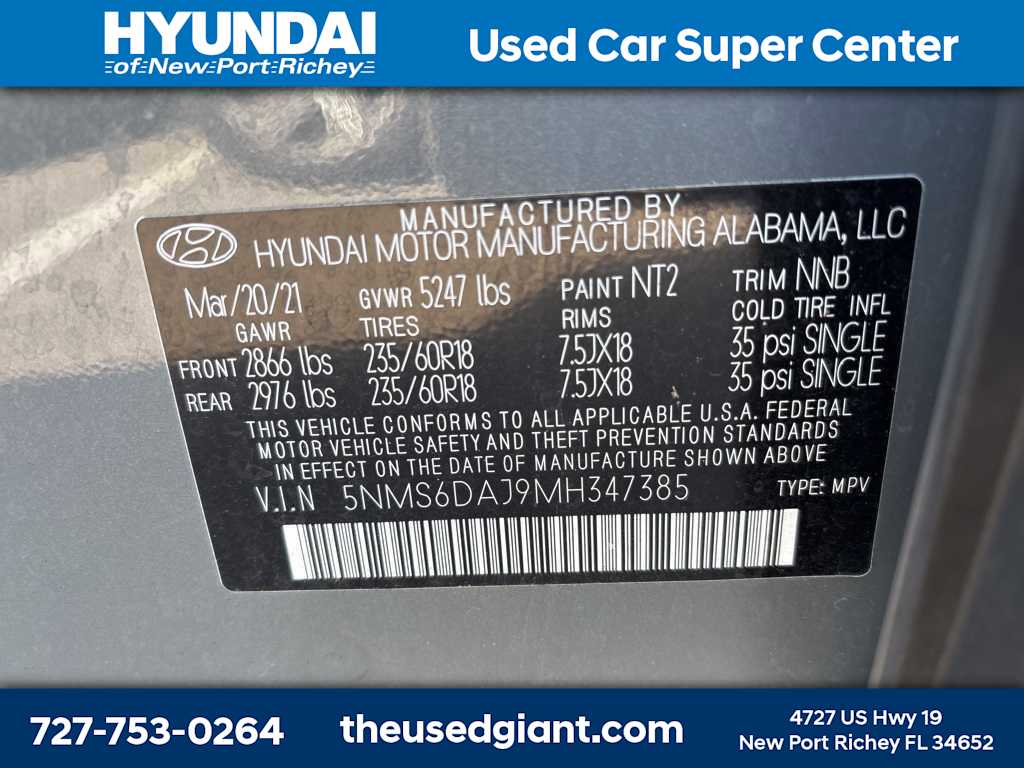 HYUNDAI
of New Port Richey
Used Car Super Center
MANUFACTURED BY
HYUNDAI MOTOR MANUFACTURING ALABAMA, LLC
Mar/20/21 GVWR 5247 lbs PAINT NT2 TRIM NNB
GAWR TIRES RIMS COLD TIRE INFL
FRONT 2866 lbs 235/60R18 7.5JX18 35 psi SINGLE
REAR 2976 lbs 235/60R18 7.5JX18 35 psi SINGLE
THIS VEHICLE CONFORMS TO ALL APPLICABLE U.S.A. FEDERAL
MOTOR VEHICLE SAFETY AND THEFT PREVENTION STANDARDS
IN EFFECT ON THE DATE OF MANUFACTURE SHOWN ABOVE
V.I.N 5NMS6DAJ9MH347385 TYPE: MPV
727-753-0264
theusedgiant.com
4727 US Hwy 19
New Port Richey FL 34652